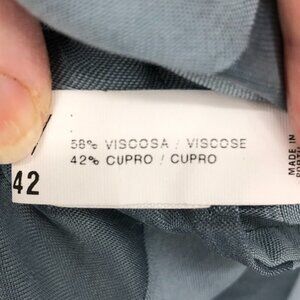 58% VISCOSA / VISCOSE
42% CUPRO / CUPRO
42
MADE IN